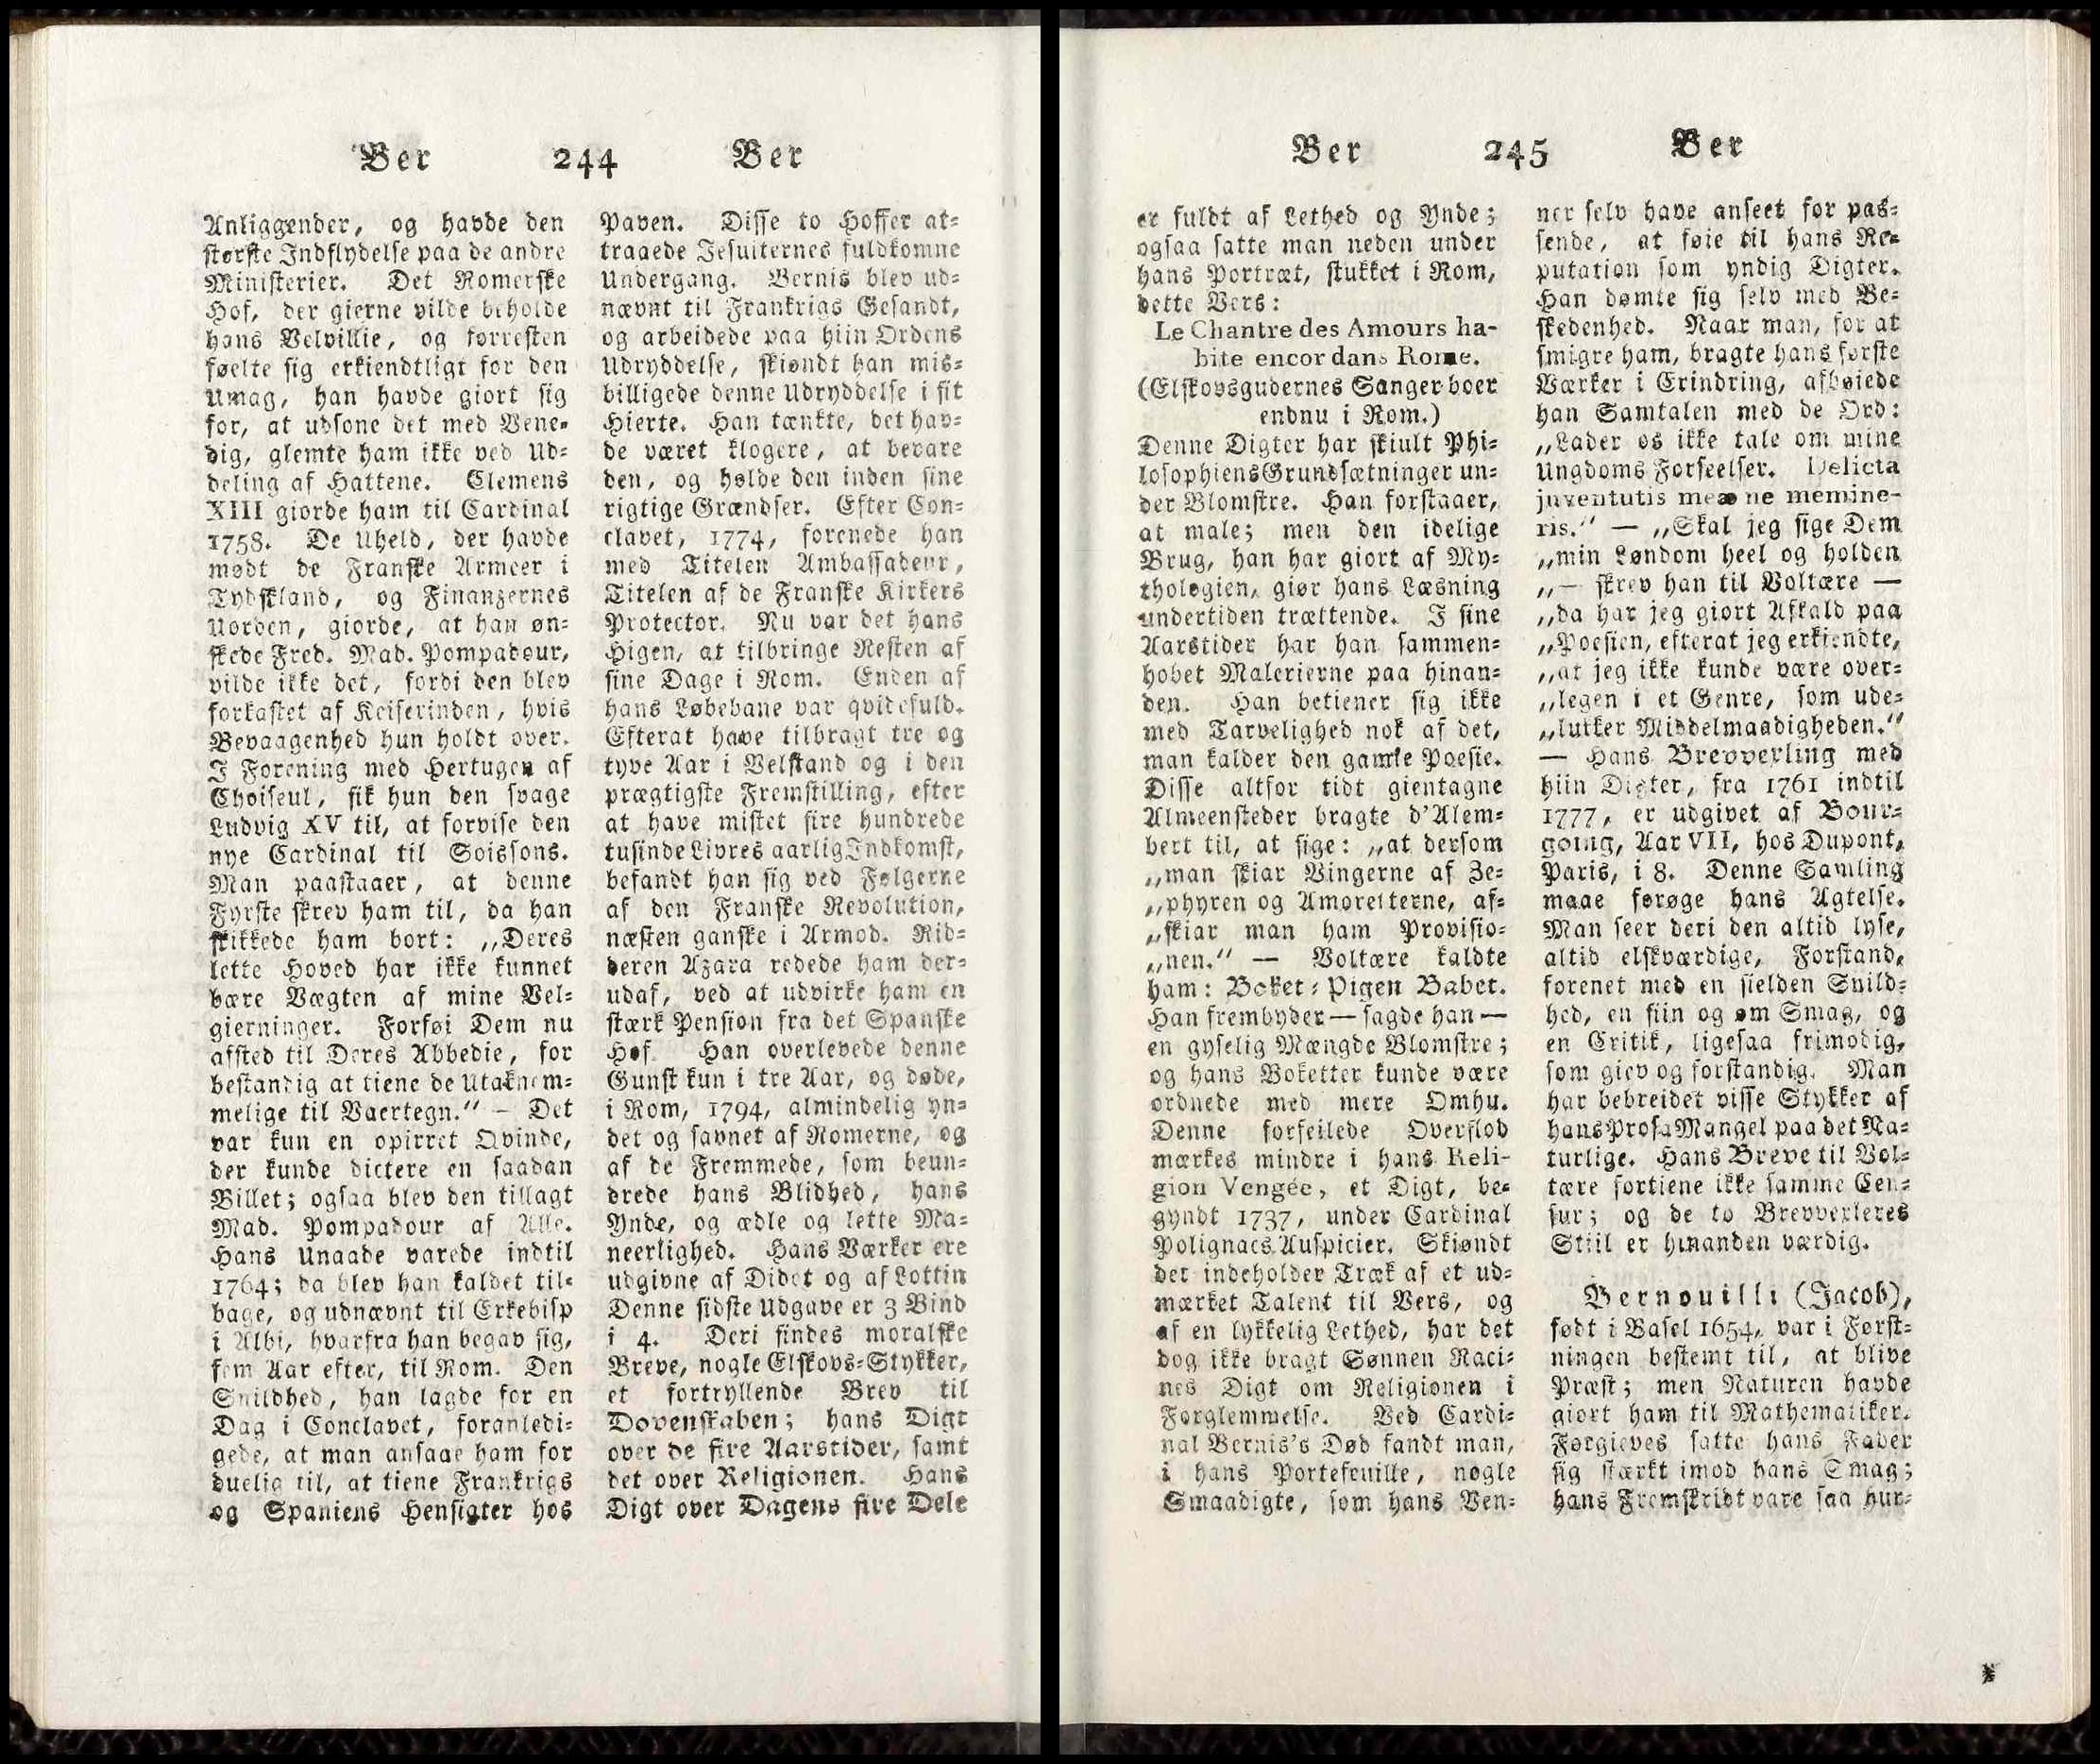 Ber 244 Ber
Anliggender, og havde den
største Indflydelse paa de andre
Ministerier. Det Romerske
Hof, der gierne vilde beholde
hans Velvillie, og forresten
følte sig erkiendtligt for den
Umag, han havde giort sig
for, at udsone det med Vene-
dig, glemte ham ikke ved Ud-
deling af Hattene. Clemens
XIII giorde ham til Cardinal
1758. De Uheld, der havde
mødt de Franske Armeer i
Tydskland, og Finanzernes
Uorden, giorde, at han øn-
skede Fred. Mad. Pompadour,
vilde ikke det, fordi den blev
forkastet af Keiserinden, hvis
Bevaagenhed hun holdt over.
I Forening med Hertugen af
Choiseul, fik hun den svage
Ludvig XV til, at forvise den
nye Cardinal til Soissons.
Man paastaaer, at denne
Fyrste skrev ham til, da han
skikkede ham bort: „Deres
lette Hoved har ikke kunnet
bære Vægten af mine Vel-
gierninger. Forføi Dem nu
affsted til Deres Abbedie, for
bestandig at tiene de Utaknem-
melige til Vaertegn.“ — Det
var kun en opirret Qvinde,
der kunde dictere en saadan
Billet; ogsaa blev den tillagt
Mad. Pompadour af Alle.
Hans Unaade varede indtil
1764; da blev han kaldet til-
bage, og udnævnt til Erkebisp
i Albi, hvorfra han begav sig,
fem Aar efter, til Rom. Den
Snildhed, han lagde for en
Dag i Conclavet, foranledi-
gede, at man ansaae ham for
duelig til, at tiene Frankrigs
og Spaniens Hensigter hos
Paven. Disse to Hoffer at-
traaede Jesuiternes fuldkomne
Undergang. Bernis blev ud-
nævnt til Frankrigs Gesandt,
og arbeidede paa hiin Ordens
Udryddelse, skiøndt han mis-
billigede denne Udryddelse i sit
Hierte. Han tænkte, det hav-
de været klogere, at bevare
den, og holde den inden sine
rigtige Grændser. Efter Con-
clavet, 1774, forenede han
med Titelen Ambassadeur,
Titelen af de Franske Kirkers
Protector. Nu var det hans
Higen, at tilbringe Resten af
sine Dage i Rom. Enden af
hans Løbebane var qvidefuld.
Efterat have tilbragt tre og
tyve Aar i Velstand og i den
prægtigste Fremstilling, efter
at have mistet fire hundrede
tusinde Livres aarlig Indkomst,
befandt han sig ved Følgerne
af den Franske Revolution,
næsten ganske i Armod. Rid-
deren Azara redede ham der-
udaf, ved at udvirke ham en
stærk Pension fra det Spanske
Hof. Han overlevede denne
Gunst kun i tre Aar, og døde,
i Rom, 1794, almindelig yn-
det og savnet af Romerne, og
af de Fremmede, som beun-
drede hans Blidhed, hans
Ynde, og ædle og lette Ma-
neerlighed. Hans Værker ere
udgivne af Didot og af Lottin
Denne sidste Udgave er 3 Bind
i 4. Deri findes moralske
Breve, nogle Elskovs-Stykker,
et fortryllende Brev til
Dovenskaben; hans Digt
over de fire Aarstider, samt
det over Religionen. Hans
Digt over Dagens fire Dele
Ber 245 Ber
er fuldt af Lethed og Ynde;
ogsaa satte man neden under
hans Portræt, stukket i Rom,
dette Vers:
Le Chantre des Amours ha-
bite encor dans Rome.
(Elskovsgudernes Sanger boer
endnu i Rom.)
Denne Digter har skiult Phi-
losophiens Grundsætninger un-
der Blomstre. Han forstaaer,
at male; men den idelige
Brug, han har giort af My-
thologien, giør hans Læsning
undertiden trættende. I sine
Aarstider har han sammen-
hobet Malerierne paa hinan-
den. Han betiener sig ikke
med Tarvelighed nok af det,
man kalder den gamle Poesie.
Disse altfor tidt gientagne
Almeensteder bragte d'Alem-
bert til, at sige: „at dersom
„man skiar Vingerne af Ze-
„phyren og Amoretterne, af-
„skiar man ham Provisio-
„nen.“ — Voltære kaldte
ham: Boket-Pigen Babet.
Han frembyder — sagde han —
en gyselig Mængde Blomstre;
og hans Boketter kunde være
ordnede med mere Omhu.
Denne forfeilede Overflod
mærkes mindre i hans Reli-
gion Vengée, et Digt, be-
gyndt 1737, under Cardinal
Polignacs Auspicier. Skiøndt
det indeholder Træk af et ud-
mærket Talent til Vers, og
af en lykkelig Lethed, har det
dog ikke bragt Sønnen Raci-
nes Digt om Religionen i
Forglemmelse. Ved Cardi-
nal Bernis's Død fandt man,
i hans Portefeuille, nogle
Smaadigte, som hans Ven-
ner selv have anseet for pas-
sende, at føie til hans Re-
putation som yndig Digter.
Han dømte sig selv med Be-
skedenhed. Naar man, for at
smigre ham, bragte hans første
Værker i Erindring, afbøiede
han Samtalen med de Ord:
„Lader os ikke tale om mine
Ungdoms Forseelser. Delicta
juventutis meæ ne memine-
ris.“ — „Skal jeg sige Dem
„min Løndom heel og holden
„— skrev han til Voltære —
„da har jeg giort Afkald paa
„Poesien, efterat jeg erkiendte,
„at jeg ikke kunde være over-
„legen i et Genre, som ude-
„lukker Middelmaadigheden.“
— Hans Brevvexling med
hiin Digter, fra 1761 indtil
1777, er udgivet af Bour-
going, Aar VII, hos Dupont,
Paris, i 8. Denne Samling
maae forøge hans Agtelse.
Man seer deri den altid lyse,
altid elskværdige, Forstand,
forenet med en sielden Snild-
hed, en fiin og øm Smag, og
en Critik, ligesaa frimodig,
som giev og forstandig. Man
har bebreidet visse Stykker af
hans Prosa Mangel paa det Na-
turlige. Hans Breve til Vol-
tære fortiene ikke samme Cen-
sur; og de to Brevvexleres
Stiil er hinanden værdig.
Bernouilli (Jacob),
født i Basel 1654, var i Først-
ningen bestemt til, at blive
Præst; men Naturen havde
giort ham til Mathematiker.
Forgieves satte hans Fader
sig stærkt imod hans Smag;
hans Fremskridt vare saa hur-